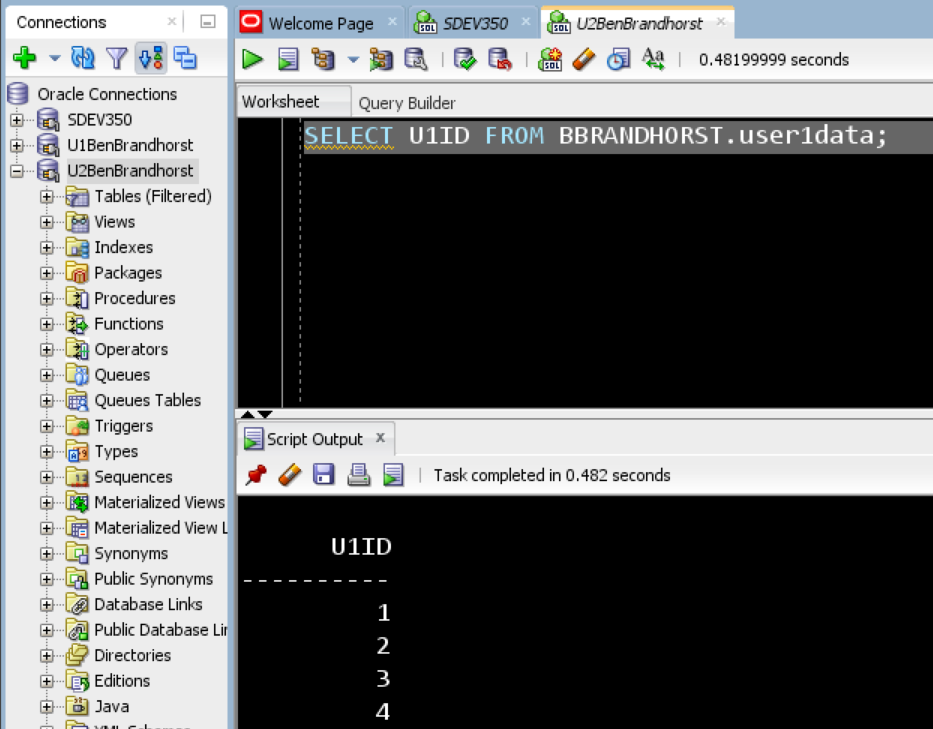 Connections
Welcome Page
SDEV350
U2BenBrandhorst
0.48199999 seconds
Oracle Connections
SDEV350
U1BenBrandhorst
U2BenBrandhorst
Tables (Filtered)
Views
Indexes
Packages
Procedures
Functions
Operators
Queues
Queues Tables
Triggers
Types
Sequences
Materialized Views
Materialized View L
Synonyms
Public Synonyms
Database Links
Public Database Lin
Directories
Editions
Java
XML Schemas
Worksheet
Query Builder
SELECT U1ID FROM BBRANDHORST.user1data;
Script Output
Task completed in 0.482 seconds
U1ID
----------
1
2
3
4